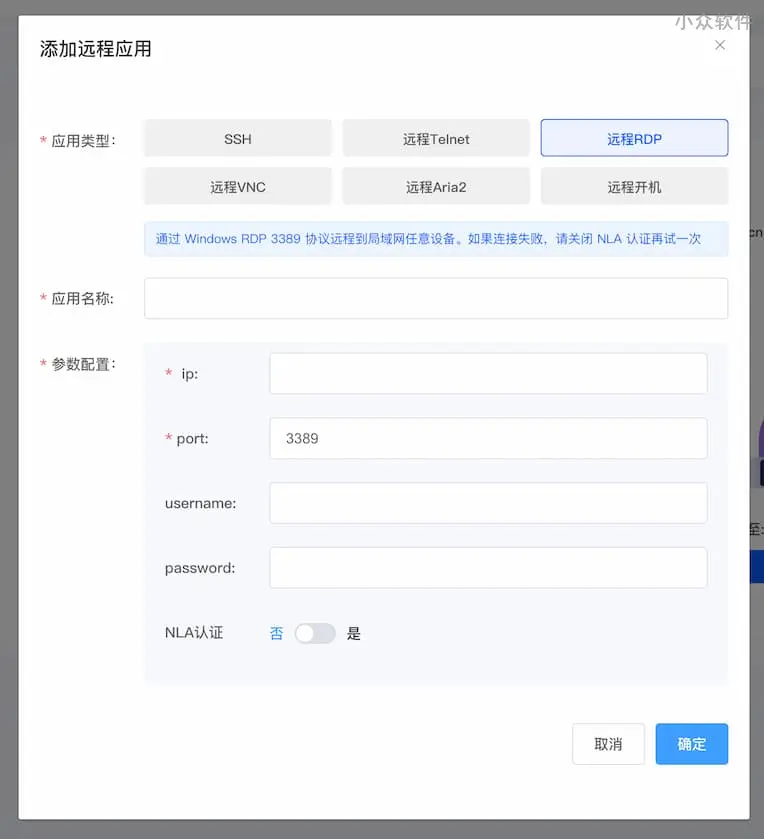 小众软件
添加远程应用
* 应用类型:
SSH
远程Telnet
远程RDP
远程VNC
远程Aria2
远程开机
通过 Windows RDP 3389 协议远程到局域网任意设备。如果连接失败，请关闭 NLA 认证再试一次
cn
* 应用名称:
* 参数配置:
* ip:
* port:
3389
username:
至:
password:
NLA认证
否
是
取消
确定